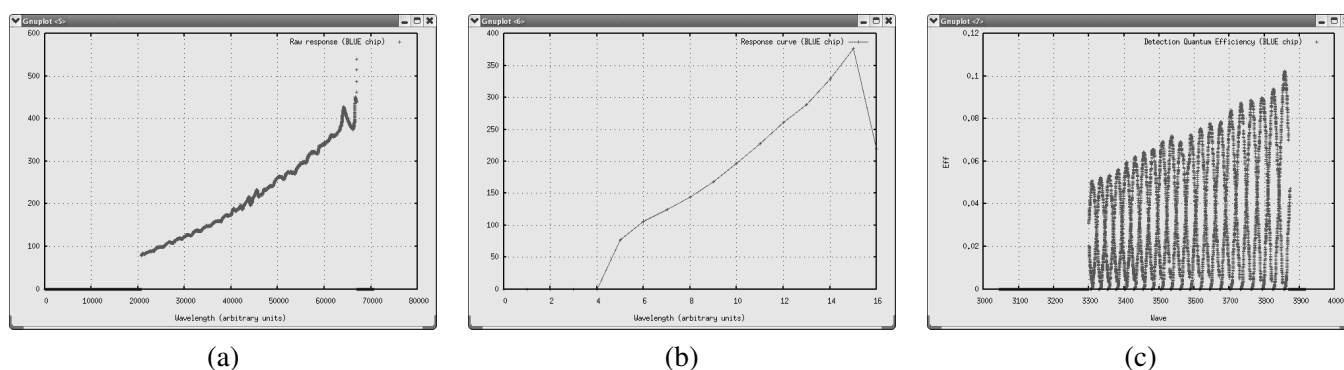 Gnuplot <5>
Raw response (BLUE chip)
600
500
400
300
200
100
0
0 10000 20000 30000 40000 50000 60000 70000 80000
Wavelength (arbitrary units)
(a)
Gnuplot <6>
Response curve (BLUE chip)
400
350
300
250
200
150
100
50
0
0 2 4 6 8 10 12 14 16
Wavelength (arbitrary units)
(b)
Gnuplot <7>
Detection Quantum Efficiency (BLUE chip)
0.12
0.1
0.08
0.06
0.04
0.02
0
Eff
3000 3100 3200 3300 3400 3500 3600 3700 3800 3900 4000
Wave
(c)